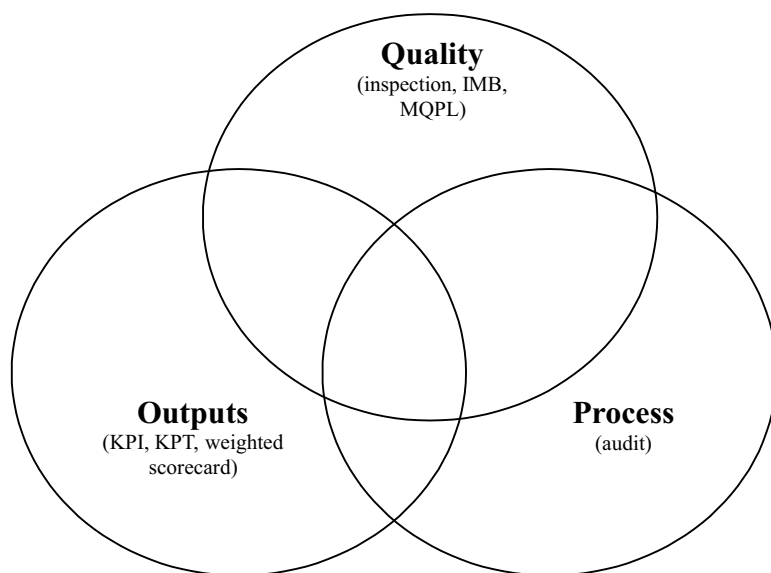 Quality
(inspection, IMB,
MQPL)
Outputs
(KPI, KPT, weighted
scorecard)
Process
(audit)